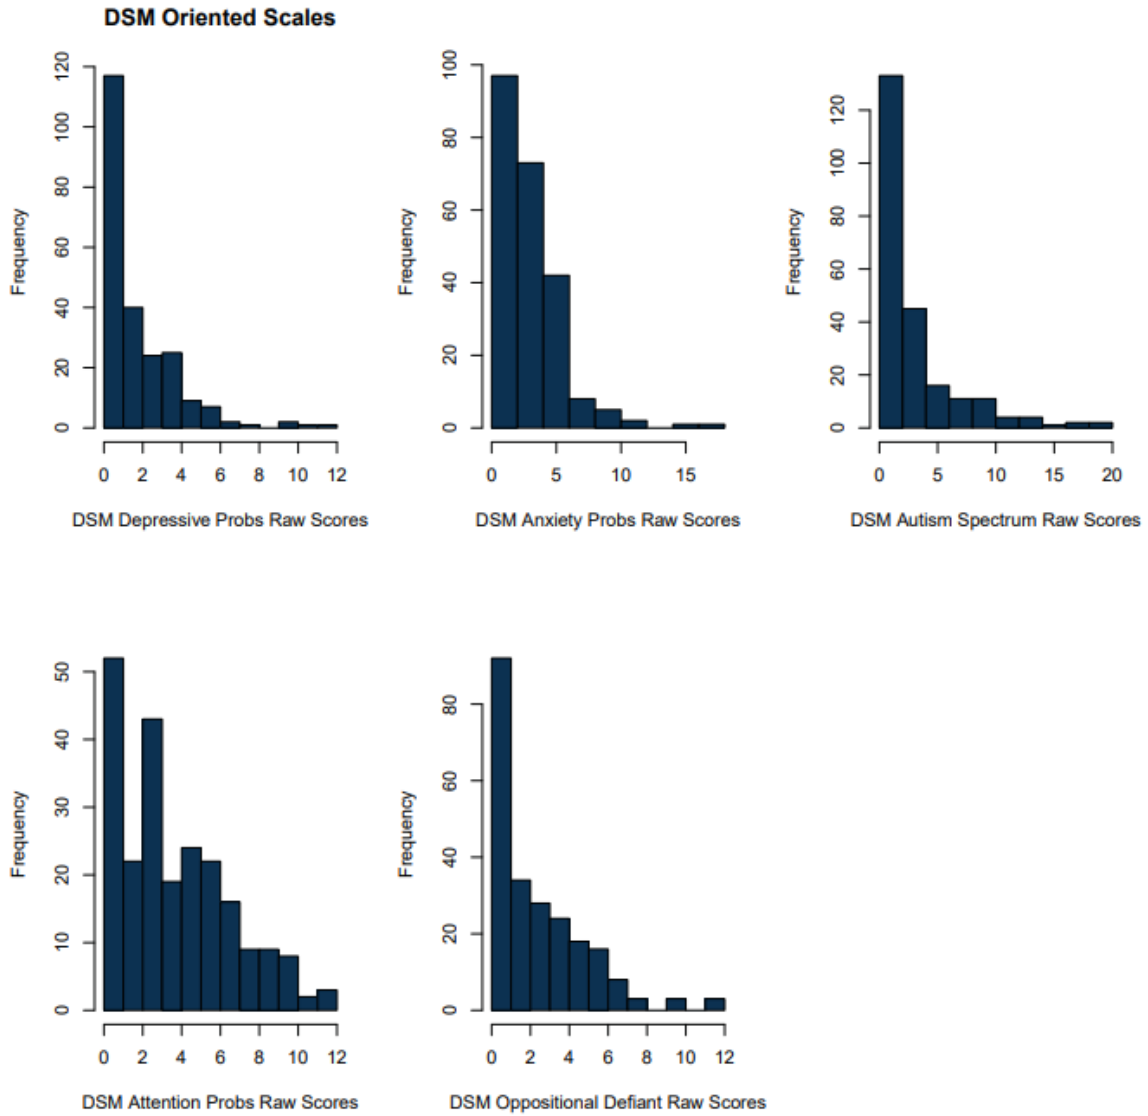 DSM Oriented Scales
Frequency
0 20 40 60 80 100 120
0 2 4 6 8 10 12
DSM Depressive Probs Raw Scores
Frequency
0 20 40 60 80 100
0 5 10 15
DSM Anxiety Probs Raw Scores
Frequency
0 20 40 60 80 100 120
0 5 10 15 20
DSM Autism Spectrum Raw Scores
Frequency
0 10 20 30 40 50
0 2 4 6 8 10 12
DSM Attention Probs Raw Scores
Frequency
0 20 40 60 80
0 2 4 6 8 10 12
DSM Oppositional Defiant Raw Scores